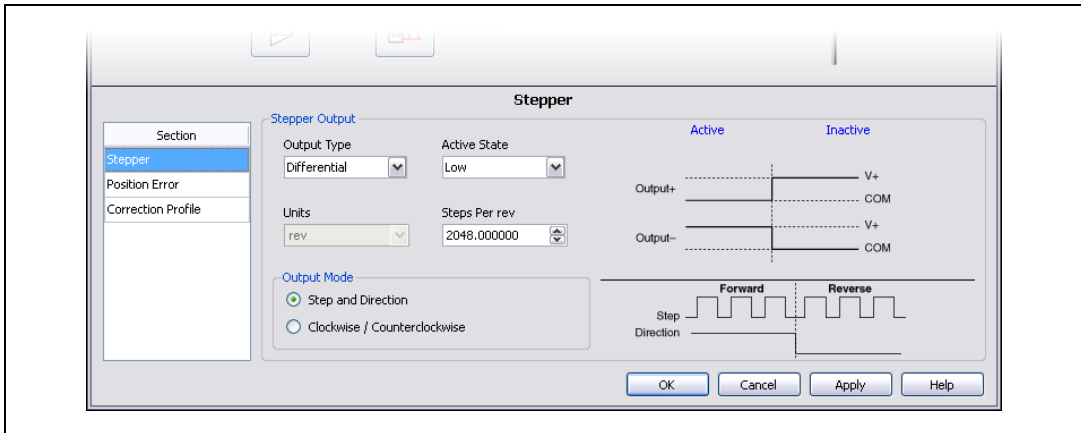 Stepper
Section
Stepper
Position Error
Correction Profile
Stepper Output
Output Type
Active State
Differential
Low
Units
Steps Per rev
rev
2048.000000
Output Mode
Step and Direction
Clockwise / Counterclockwise
Active
Inactive
Output+
V+
COM
Output–
V+
COM
Forward
Reverse
Step
Direction
OK
Cancel
Apply
Help